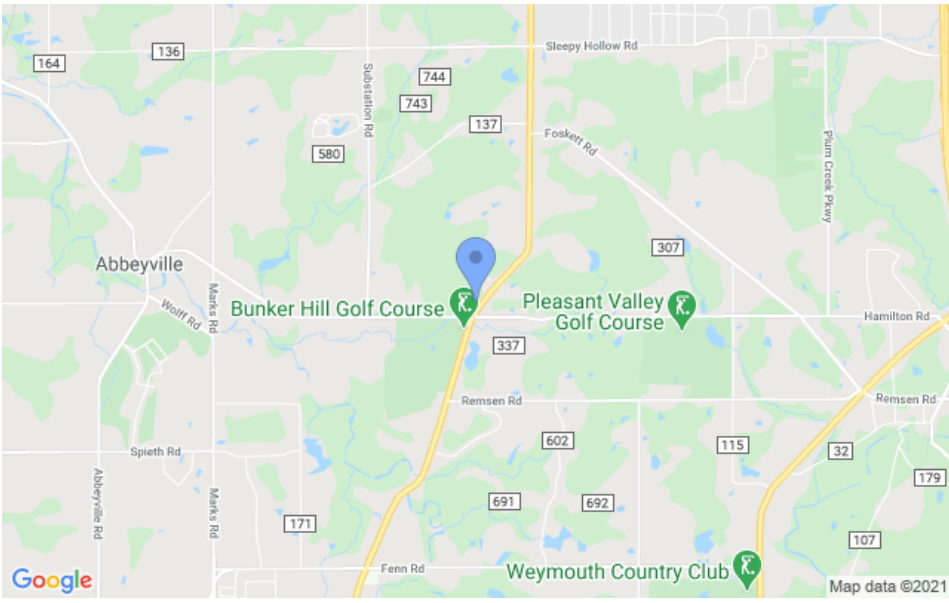 Sleepy Hollow Rd
136
164
744
743
Substation Rd
137
Foskett Rd
580
Plum Creek Pkwy
307
Abbeyville
Marks Rd
Wolff Rd
Bunker Hill Golf Course
Pleasant Valley
Golf Course
Hamilton Rd
337
Remsen Rd
Remsen Rd
602
115
32
Spieth Rd
179
Abbeyville Rd
Marks Rd
691
692
171
107
Fenn Rd
Weymouth Country Club
Google
Map data ©2021